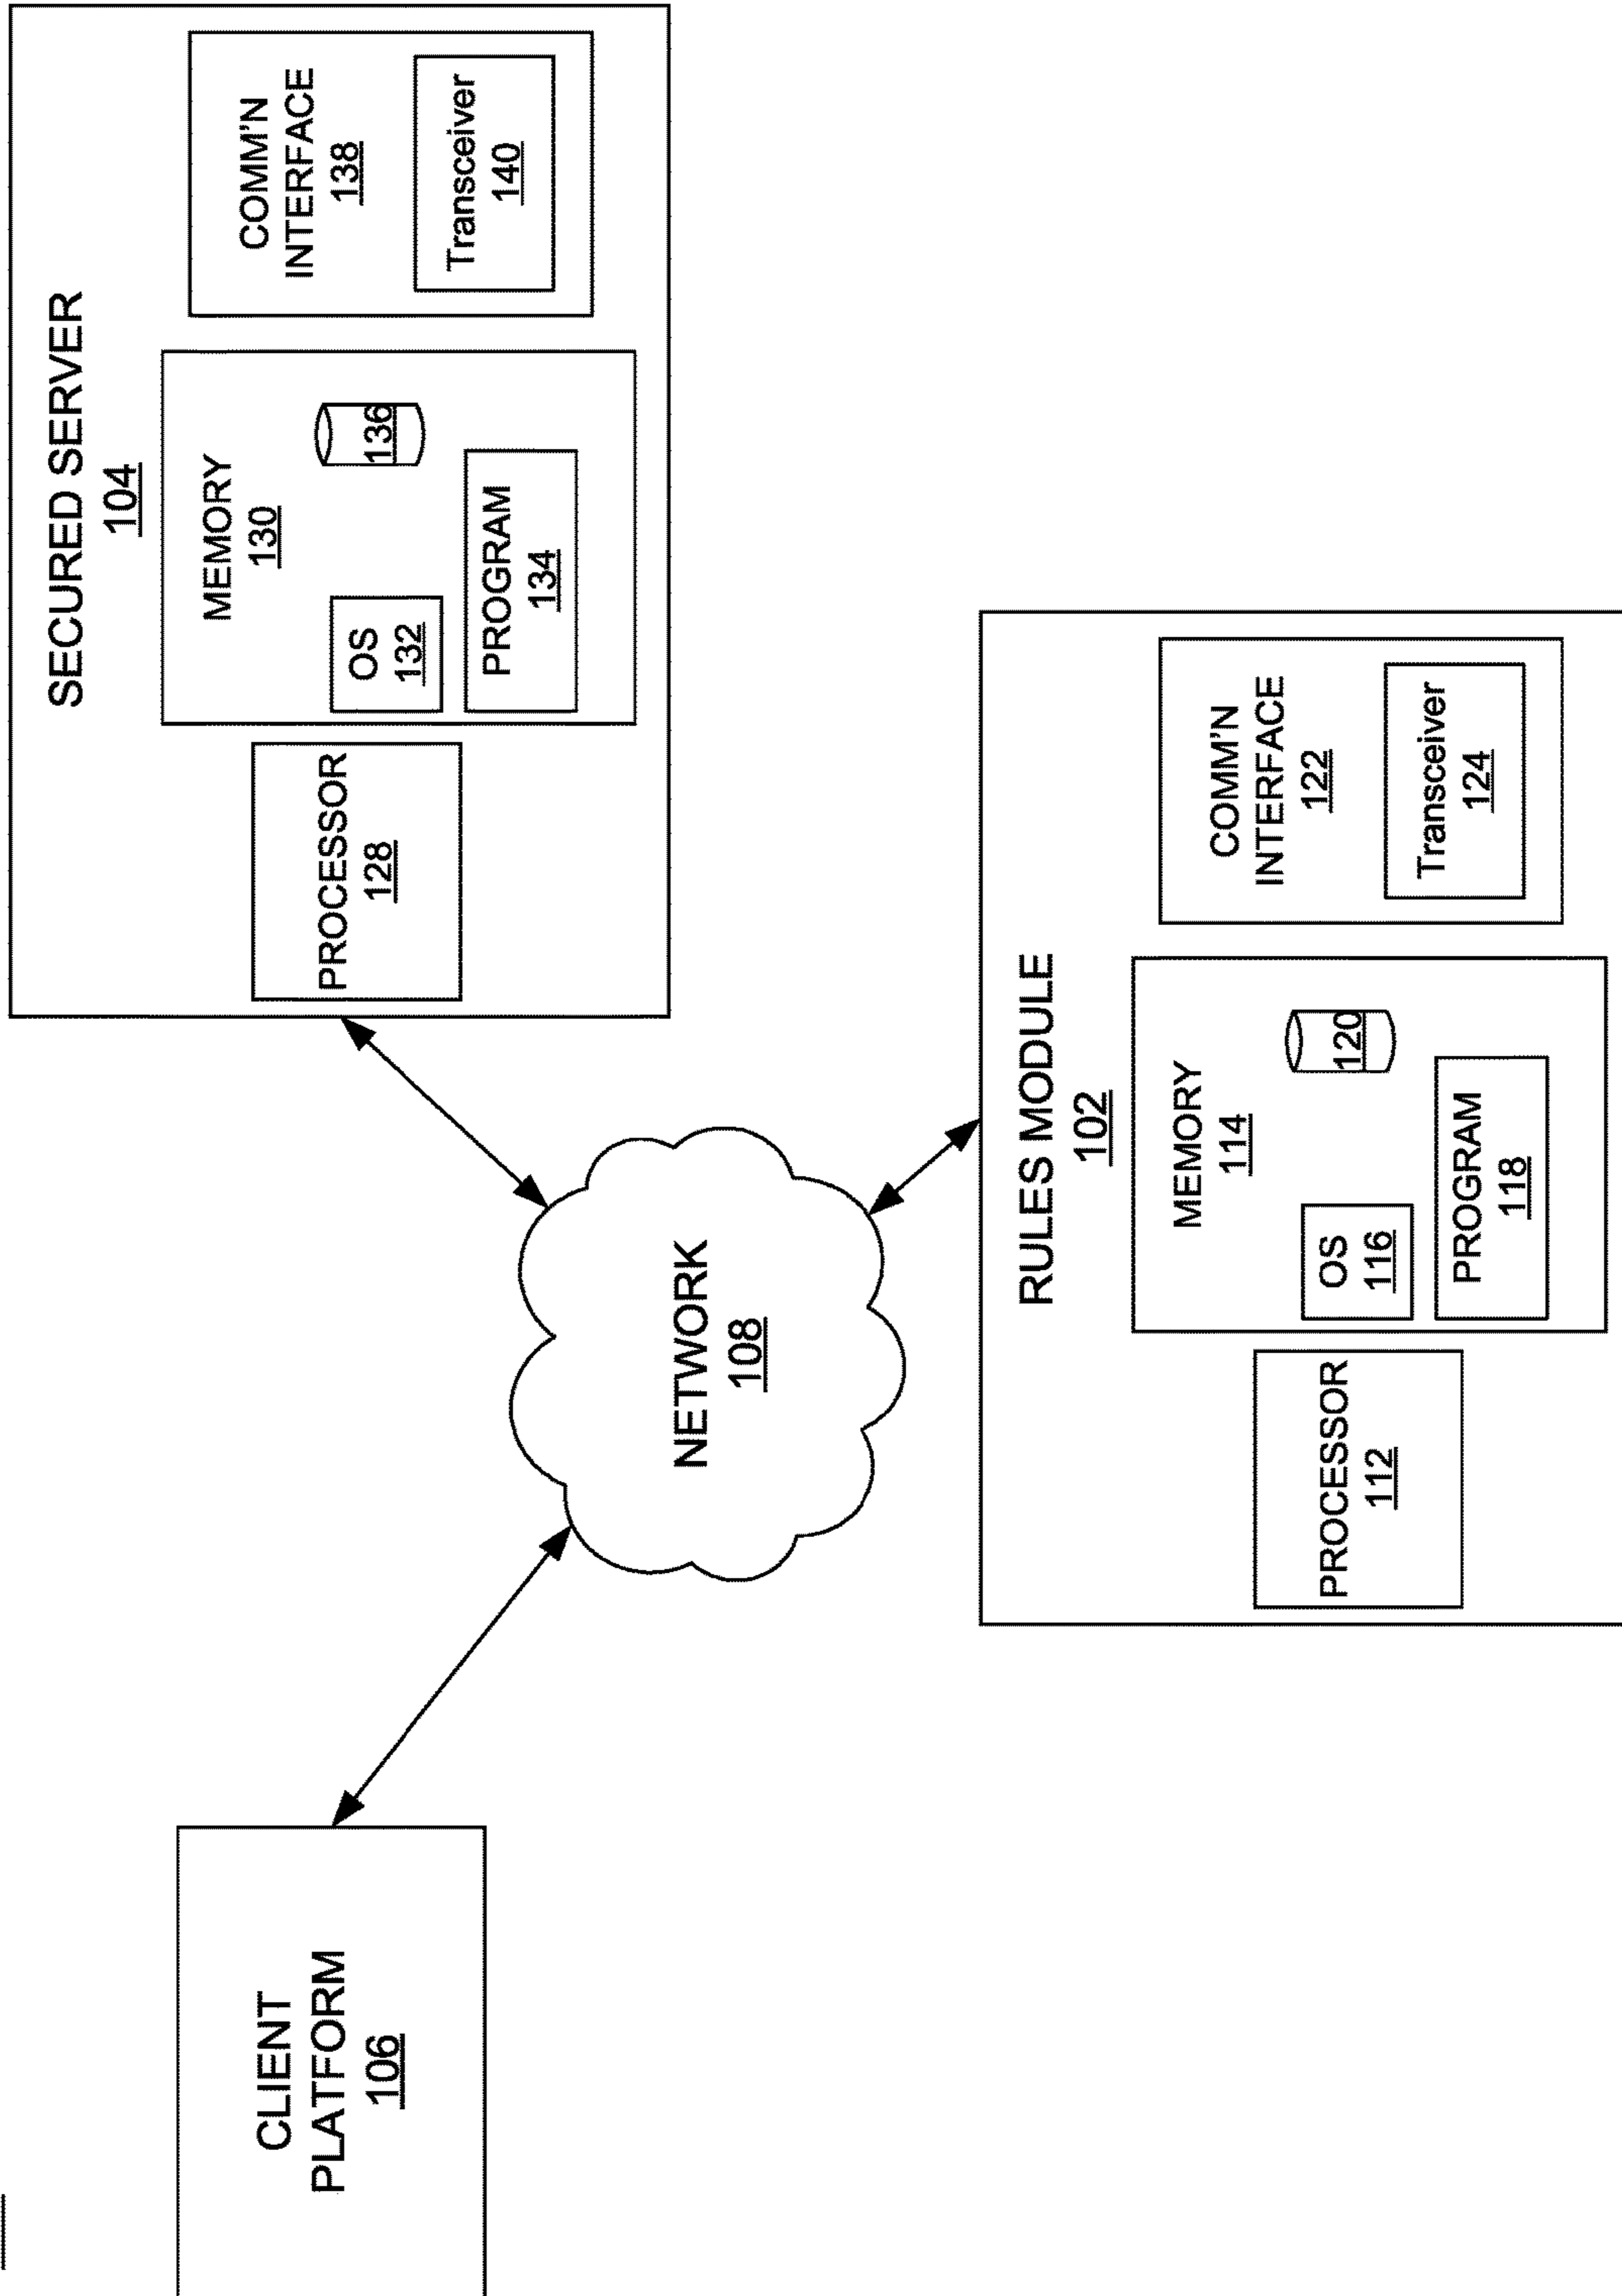 CLIENT
PLATFORM
106
NETWORK
108
SECURED SERVER
104
PROCESSOR
128
MEMORY
130
OS
132
136
PROGRAM
134
COMM'N
INTERFACE
138
Transceiver
140
RULES MODULE
102
PROCESSOR
112
MEMORY
114
OS
116
120
PROGRAM
118
COMM'N
INTERFACE
122
Transceiver
124